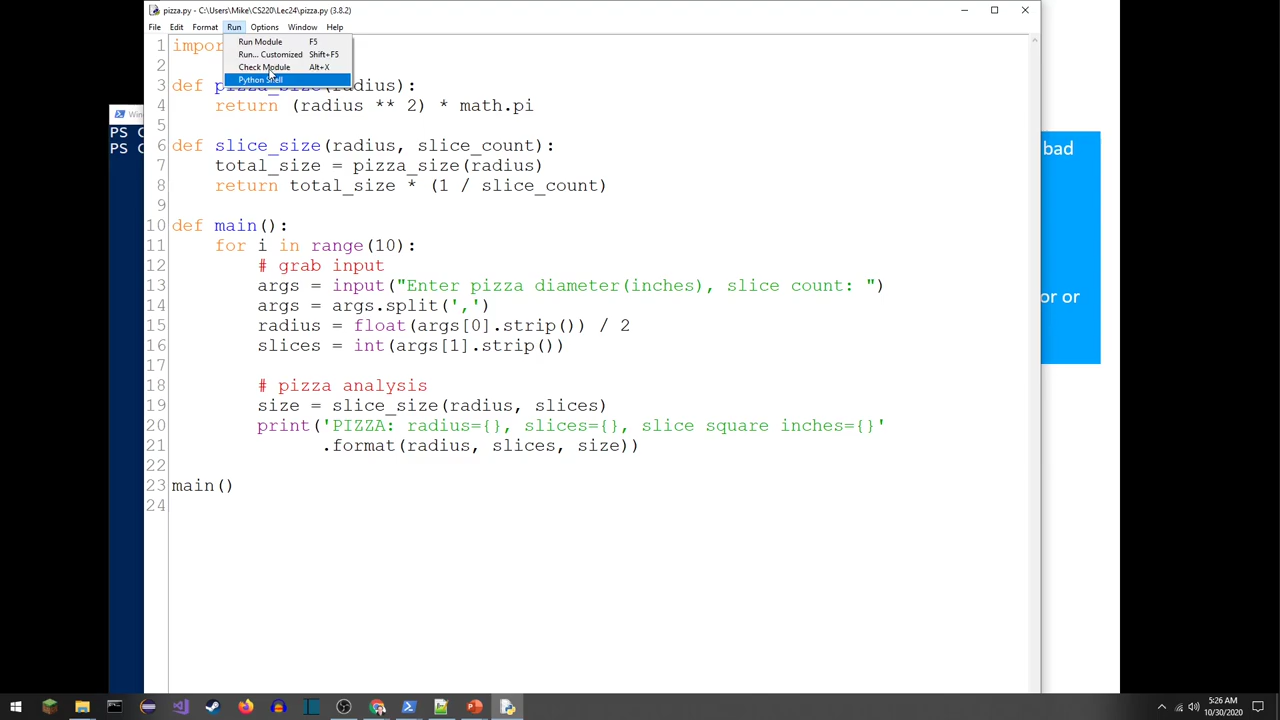 pizza.py - C:\Users\Mike\CS220\Lec24\pizza.py (3.8.2)
File Edit Format Run Options Window Help
Run Module F5
Run... Customized Shift+F5
Check Module Alt+X
Python Shell
1 impor
2
3 def pizza_size(radius):
4 return (radius ** 2) * math.pi
5
6 def slice_size(radius, slice_count):
7 total_size = pizza_size(radius)
8 return total_size * (1 / slice_count)
9
10 def main():
11 for i in range(10):
12 # grab input
13 args = input("Enter pizza diameter(inches), slice count: ")
14 args = args.split(',')
15 radius = float(args[0].strip()) / 2
16 slices = int(args[1].strip())
17
18 # pizza analysis
19 size = slice_size(radius, slices)
20 print('PIZZA: radius={}, slices={}, slice square inches={}'
21 .format(radius, slices, size))
22
23 main()
24
Win
PS C
PS C
bad
or or
5:26 AM
10/30/2020